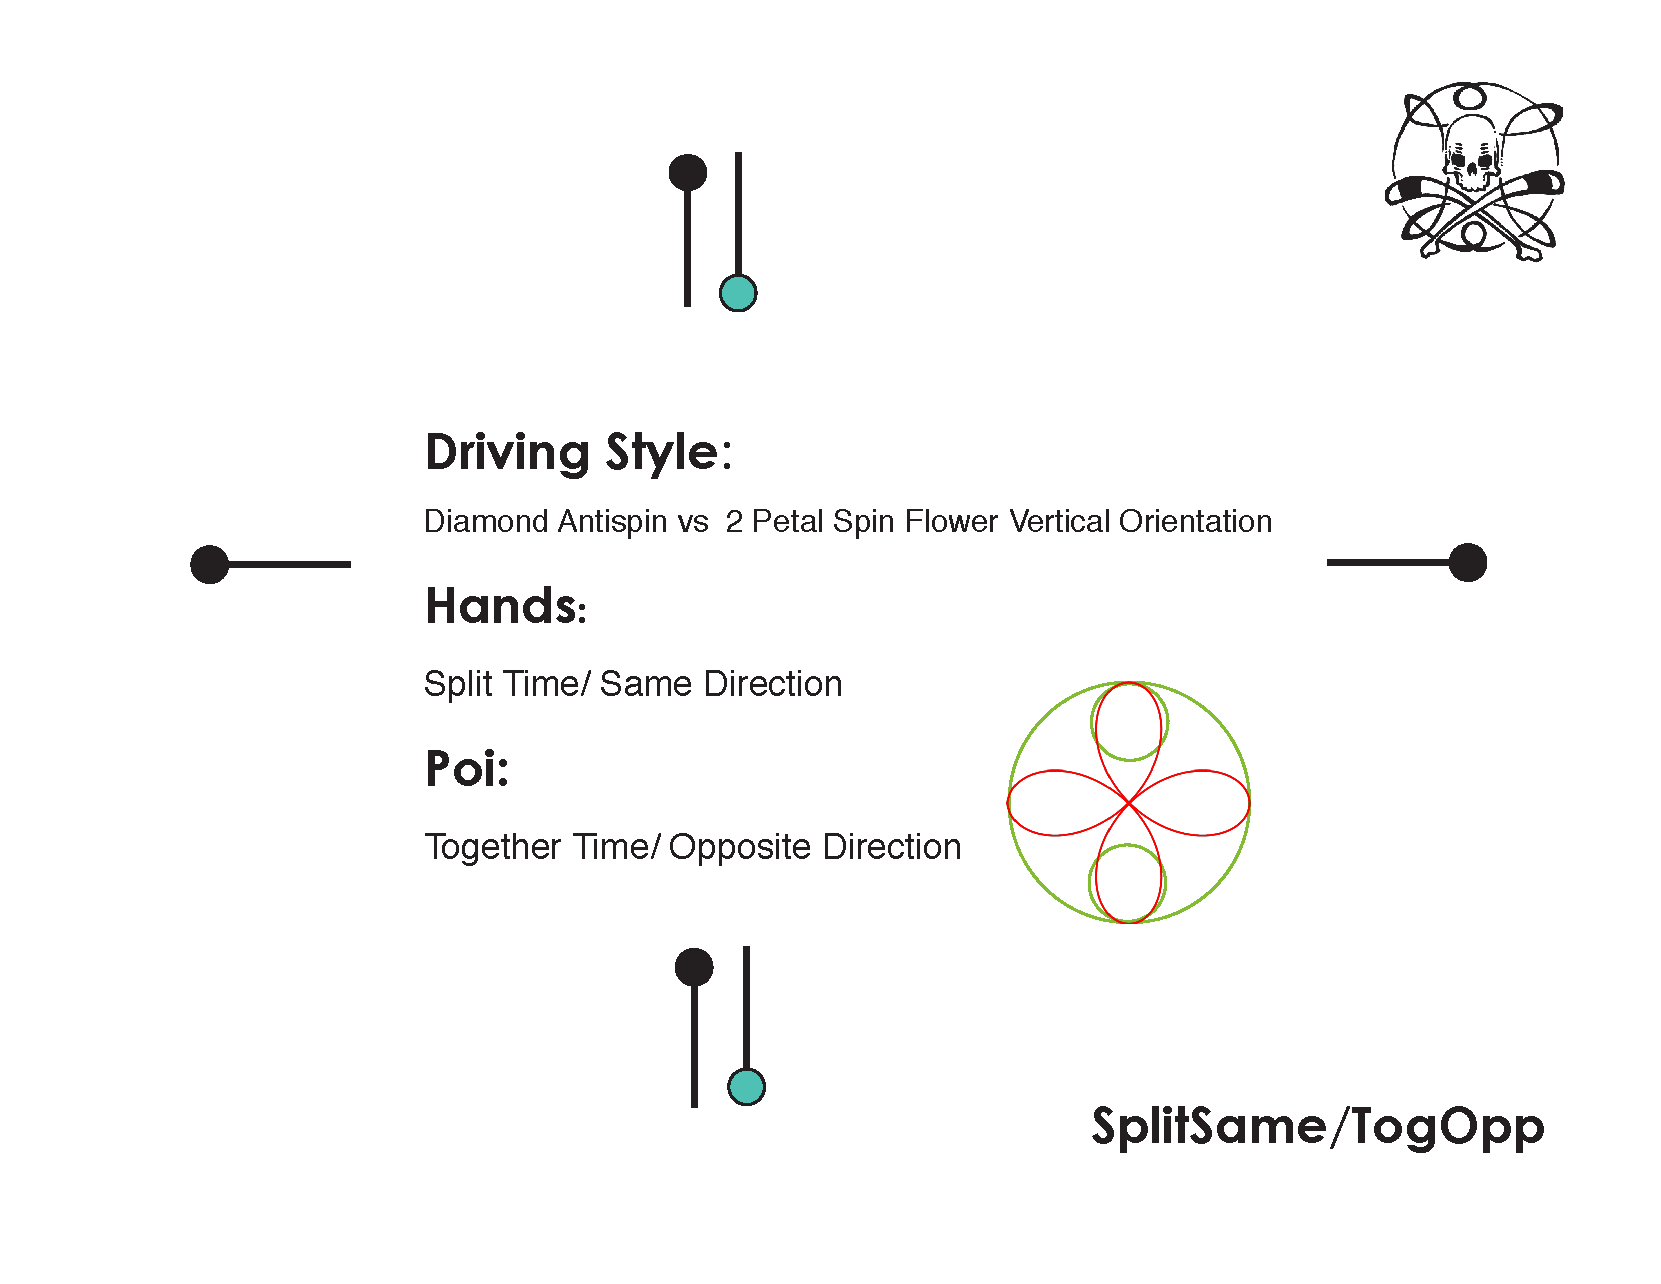 Driving Style:
Diamond Antispin vs  2 Petal Spin Flower Vertical Orientation
Hands:
Split Time/ Same Direction
Poi:
Together Time/ Opposite Direction
SplitSame/TogOpp